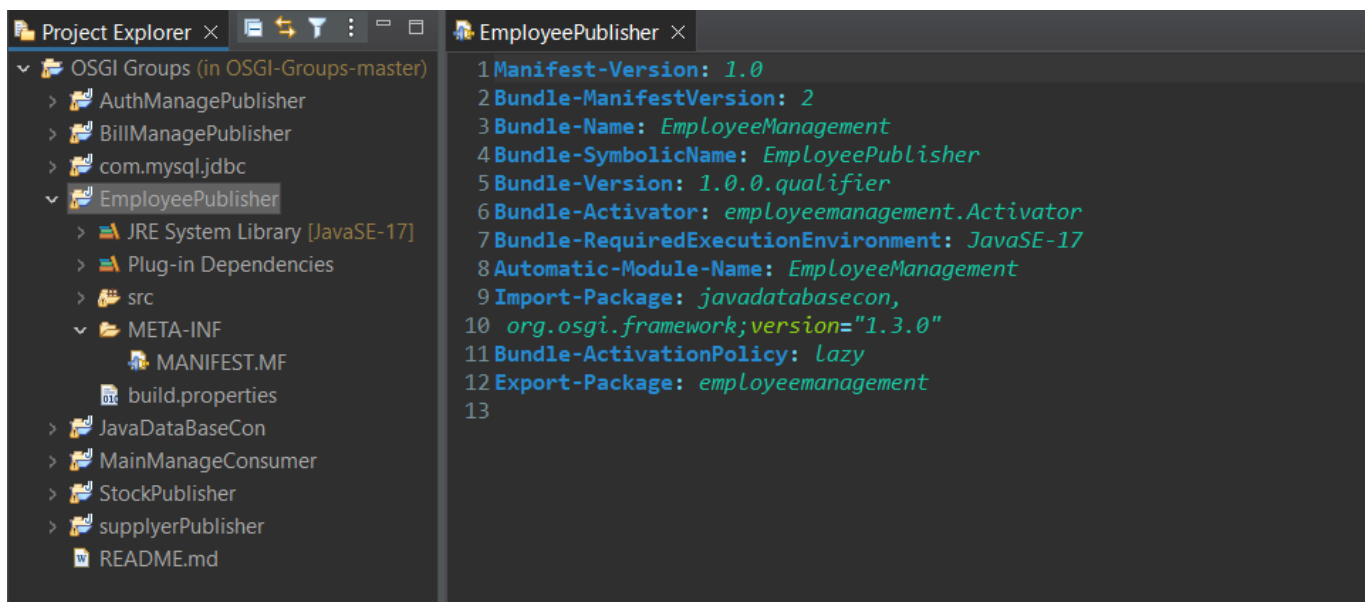 Project Explorer
OSGI Groups (in OSGI-Groups-master)
AuthManagePublisher
BillManagePublisher
com.mysql.jdbc
EmployeePublisher
JRE System Library [JavaSE-17]
Plug-in Dependencies
src
META-INF
MANIFEST.MF
build.properties
JavaDataBaseCon
MainManageConsumer
StockPublisher
supplyerPublisher
README.md
EmployeePublisher
1 Manifest-Version: 1.0
2 Bundle-ManifestVersion: 2
3 Bundle-Name: EmployeeManagement
4 Bundle-SymbolicName: EmployeePublisher
5 Bundle-Version: 1.0.0.qualifier
6 Bundle-Activator: employeemanagement.Activator
7 Bundle-RequiredExecutionEnvironment: JavaSE-17
8 Automatic-Module-Name: EmployeeManagement
9 Import-Package: javadatabasecon,
10  org.osgi.framework;version="1.3.0"
11 Bundle-ActivationPolicy: lazy
12 Export-Package: employeemanagement
13